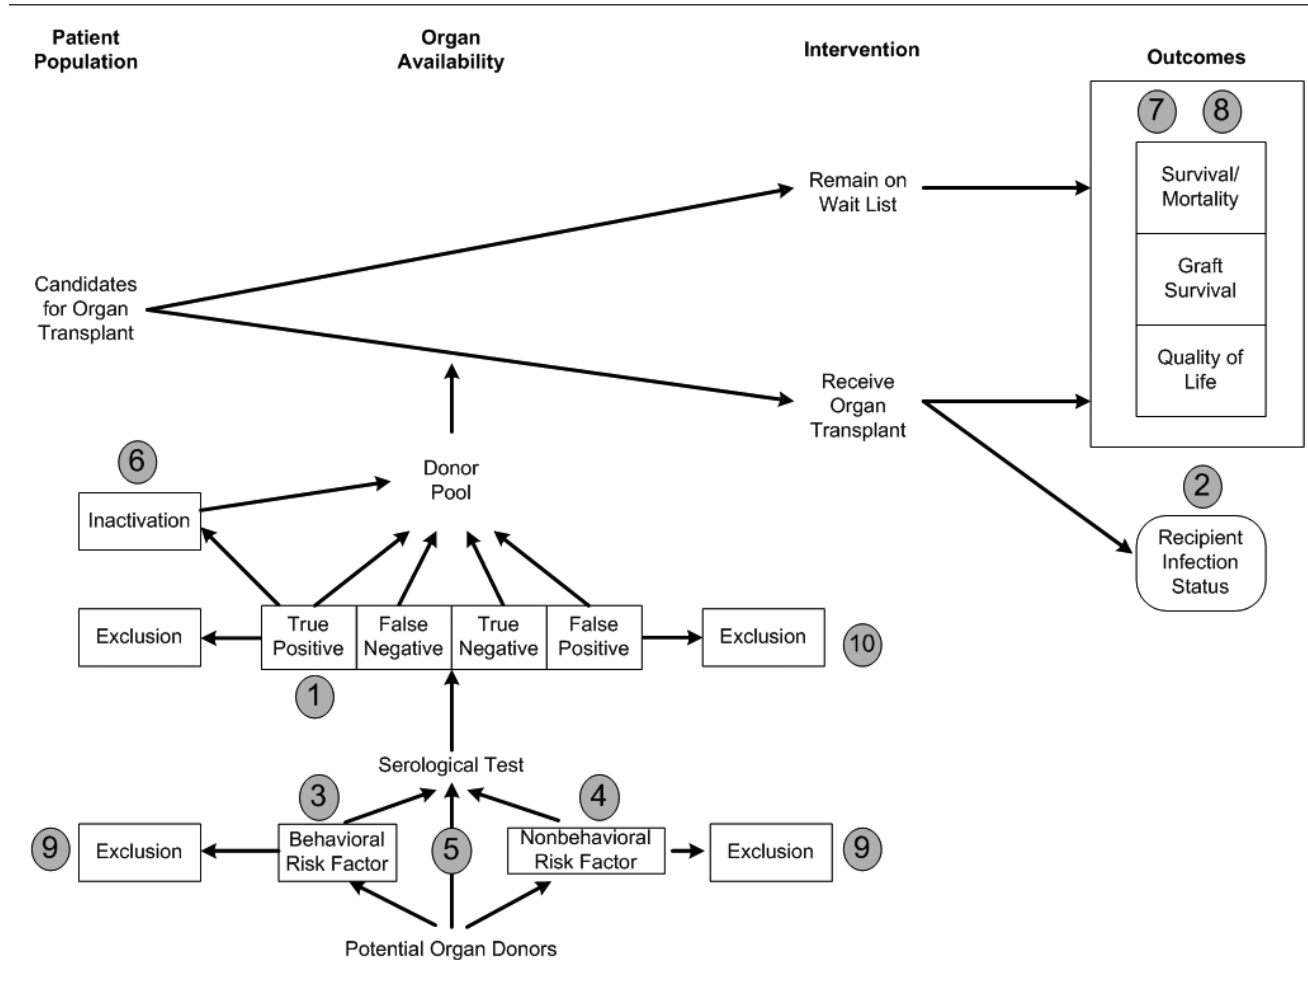 Patient
Population
Organ
Availability
Intervention
Outcomes
7
8
Survival/
Mortality
Graft
Survival
Quality of
Life
Remain on
Wait List
Candidates
for Organ
Transplant
Receive
Organ
Transplant
2
Recipient
Infection
Status
6
Inactivation
Donor
Pool
Exclusion
True
Positive
False
Negative
True
Negative
False
Positive
Exclusion
10
1
Serological Test
3
4
9
Exclusion
Behavioral
Risk Factor
5
Nonbehavioral
Risk Factor
Exclusion
9
Potential Organ Donors